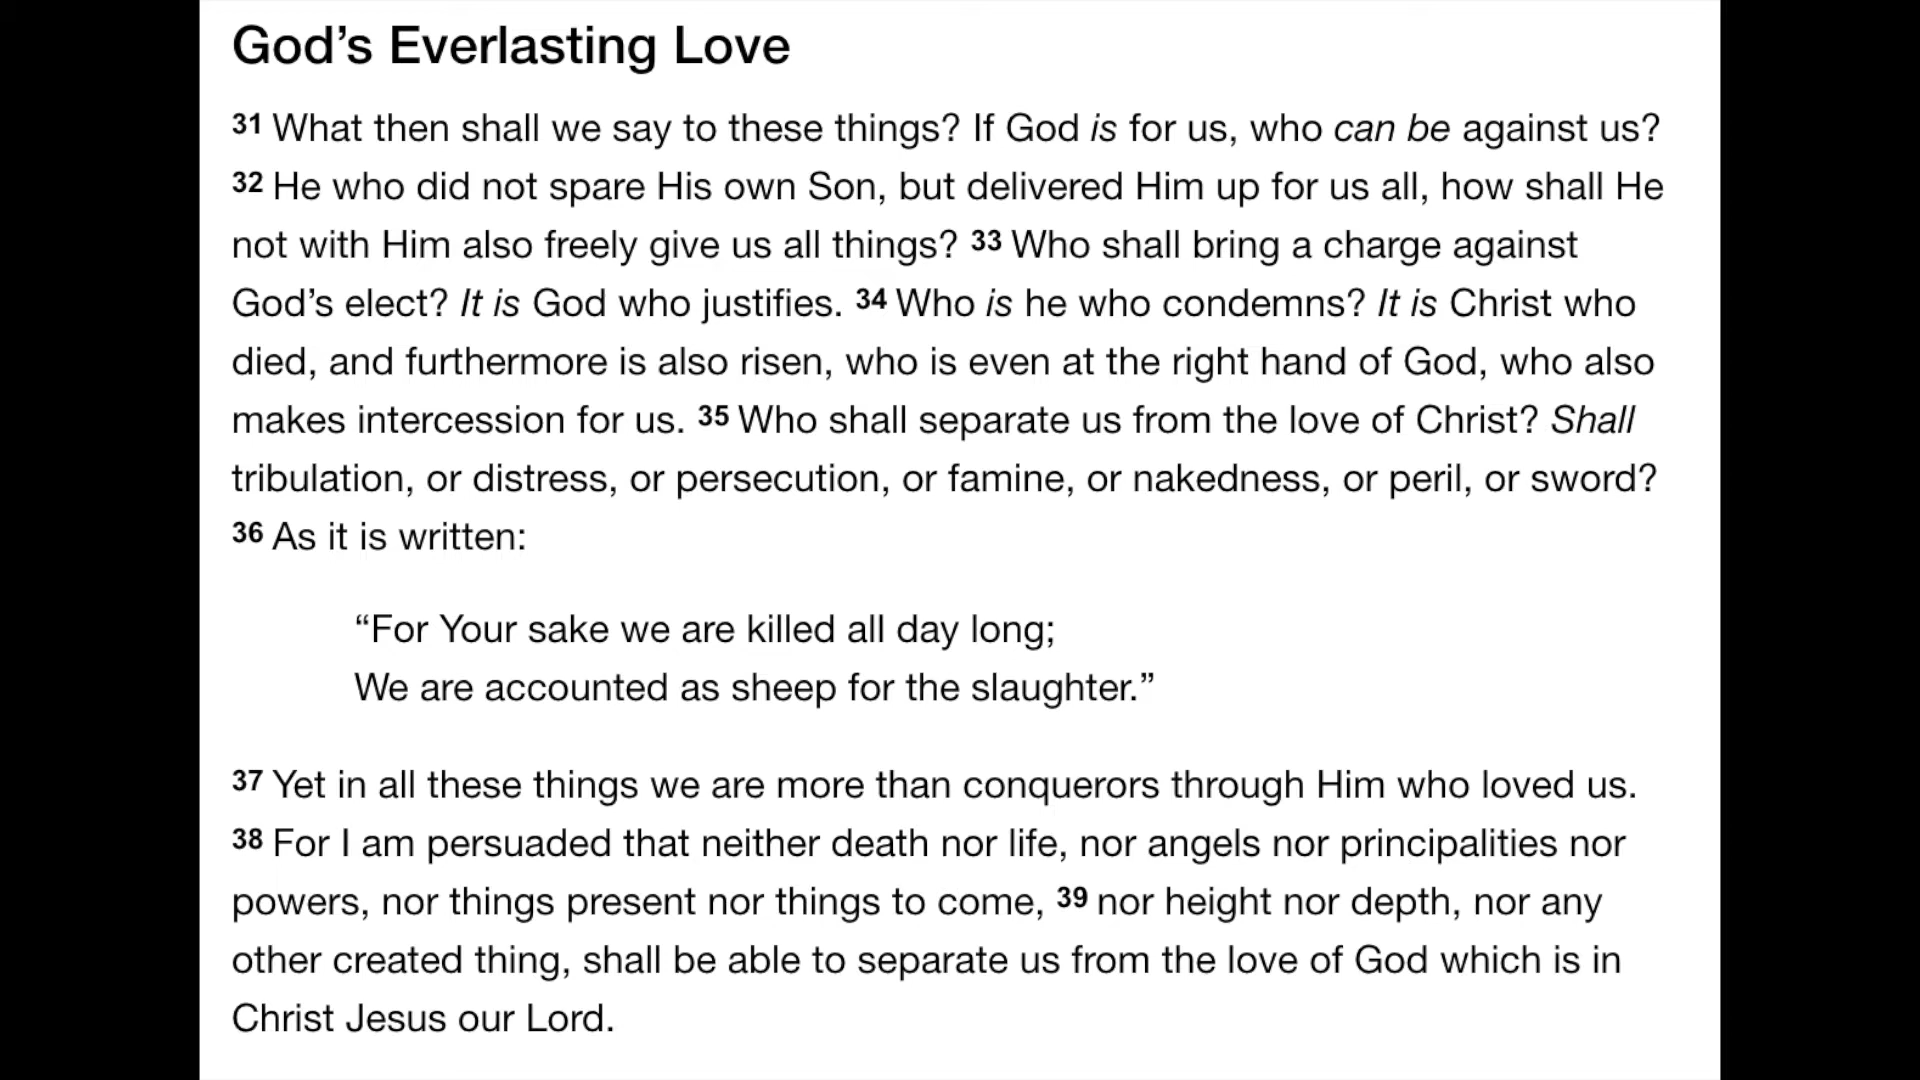 God’s Everlasting Love
31 What then shall we say to these things? If God is for us, who can be against us?
32 He who did not spare His own Son, but delivered Him up for us all, how shall He
not with Him also freely give us all things? 33 Who shall bring a charge against
God’s elect? It is God who justifies. 34 Who is he who condemns? It is Christ who
died, and furthermore is also risen, who is even at the right hand of God, who also
makes intercession for us. 35 Who shall separate us from the love of Christ? Shall
tribulation, or distress, or persecution, or famine, or nakedness, or peril, or sword?
36 As it is written:
“For Your sake we are killed all day long;
We are accounted as sheep for the slaughter.”
37 Yet in all these things we are more than conquerors through Him who loved us.
38 For I am persuaded that neither death nor life, nor angels nor principalities nor
powers, nor things present nor things to come, 39 nor height nor depth, nor any
other created thing, shall be able to separate us from the love of God which is in
Christ Jesus our Lord.